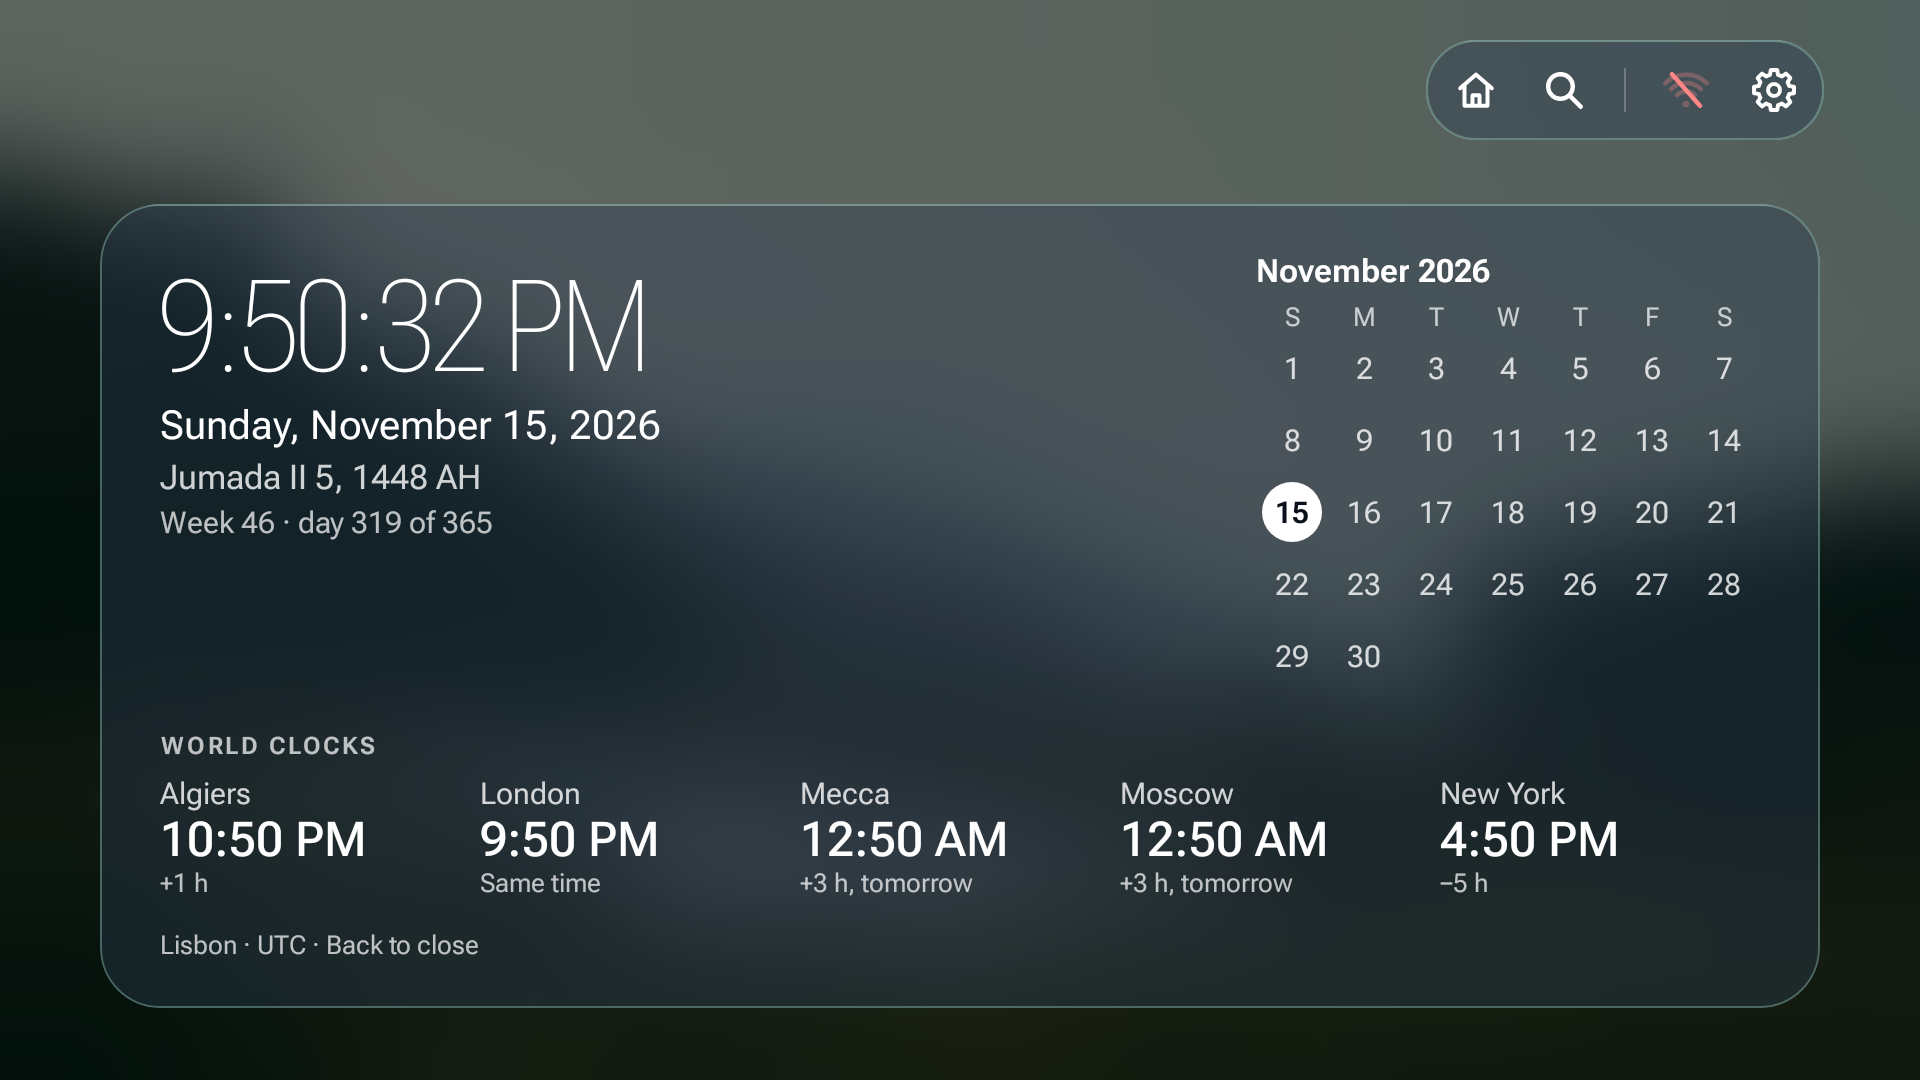 9:50:32 PM
Sunday, November 15, 2026
Jumada II 5, 1448 AH
Week 46 · day 319 of 365
November 2026
S M T W T F S
1 2 3 4 5 6 7
8 9 10 11 12 13 14
15 16 17 18 19 20 21
22 23 24 25 26 27 28
29 30
WORLD CLOCKS
Algiers
10:50 PM
+1 h
London
9:50 PM
Same time
Mecca
12:50 AM
+3 h, tomorrow
Moscow
12:50 AM
+3 h, tomorrow
New York
4:50 PM
−5 h
Lisbon · UTC · Back to close